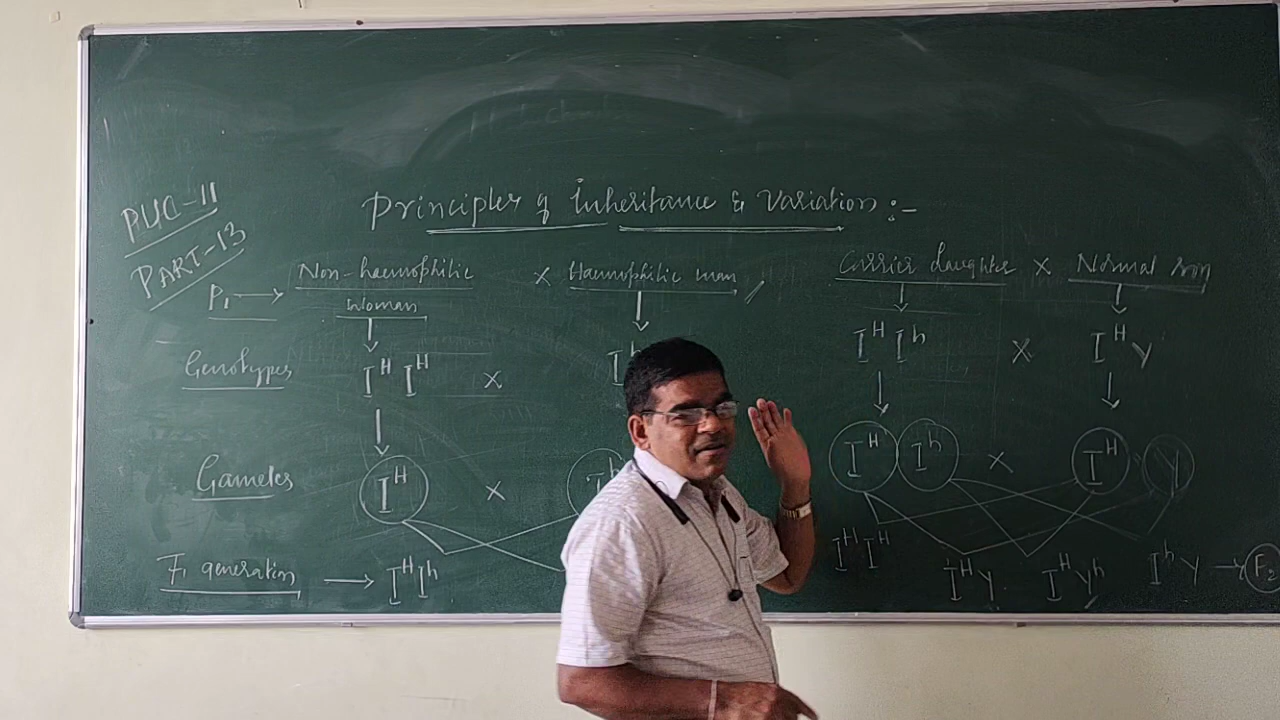 PUC-II
PART-13
Principles of Inheritance & Variation :-
P₁ → Non-haemophilic woman × Haemophilic man
Carrier daughter × Normal son
Genotypes I^H I^H × I^h
I^H I^h × I^H Y
Gametes I^H × I^h
I^H I^h × I^H Y
F₁ generation → I^H I^h
I^H I^H I^H Y I^H Y^h I^h Y → F₂